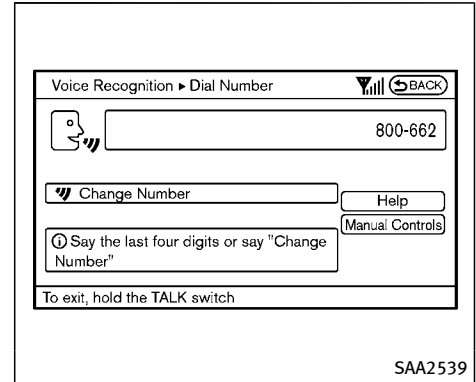 Voice Recognition ▸ Dial Number
BACK
800-662
Change Number
Help
Manual Controls
Say the last four digits or say "Change
Number"
To exit, hold the TALK switch
SAA2539